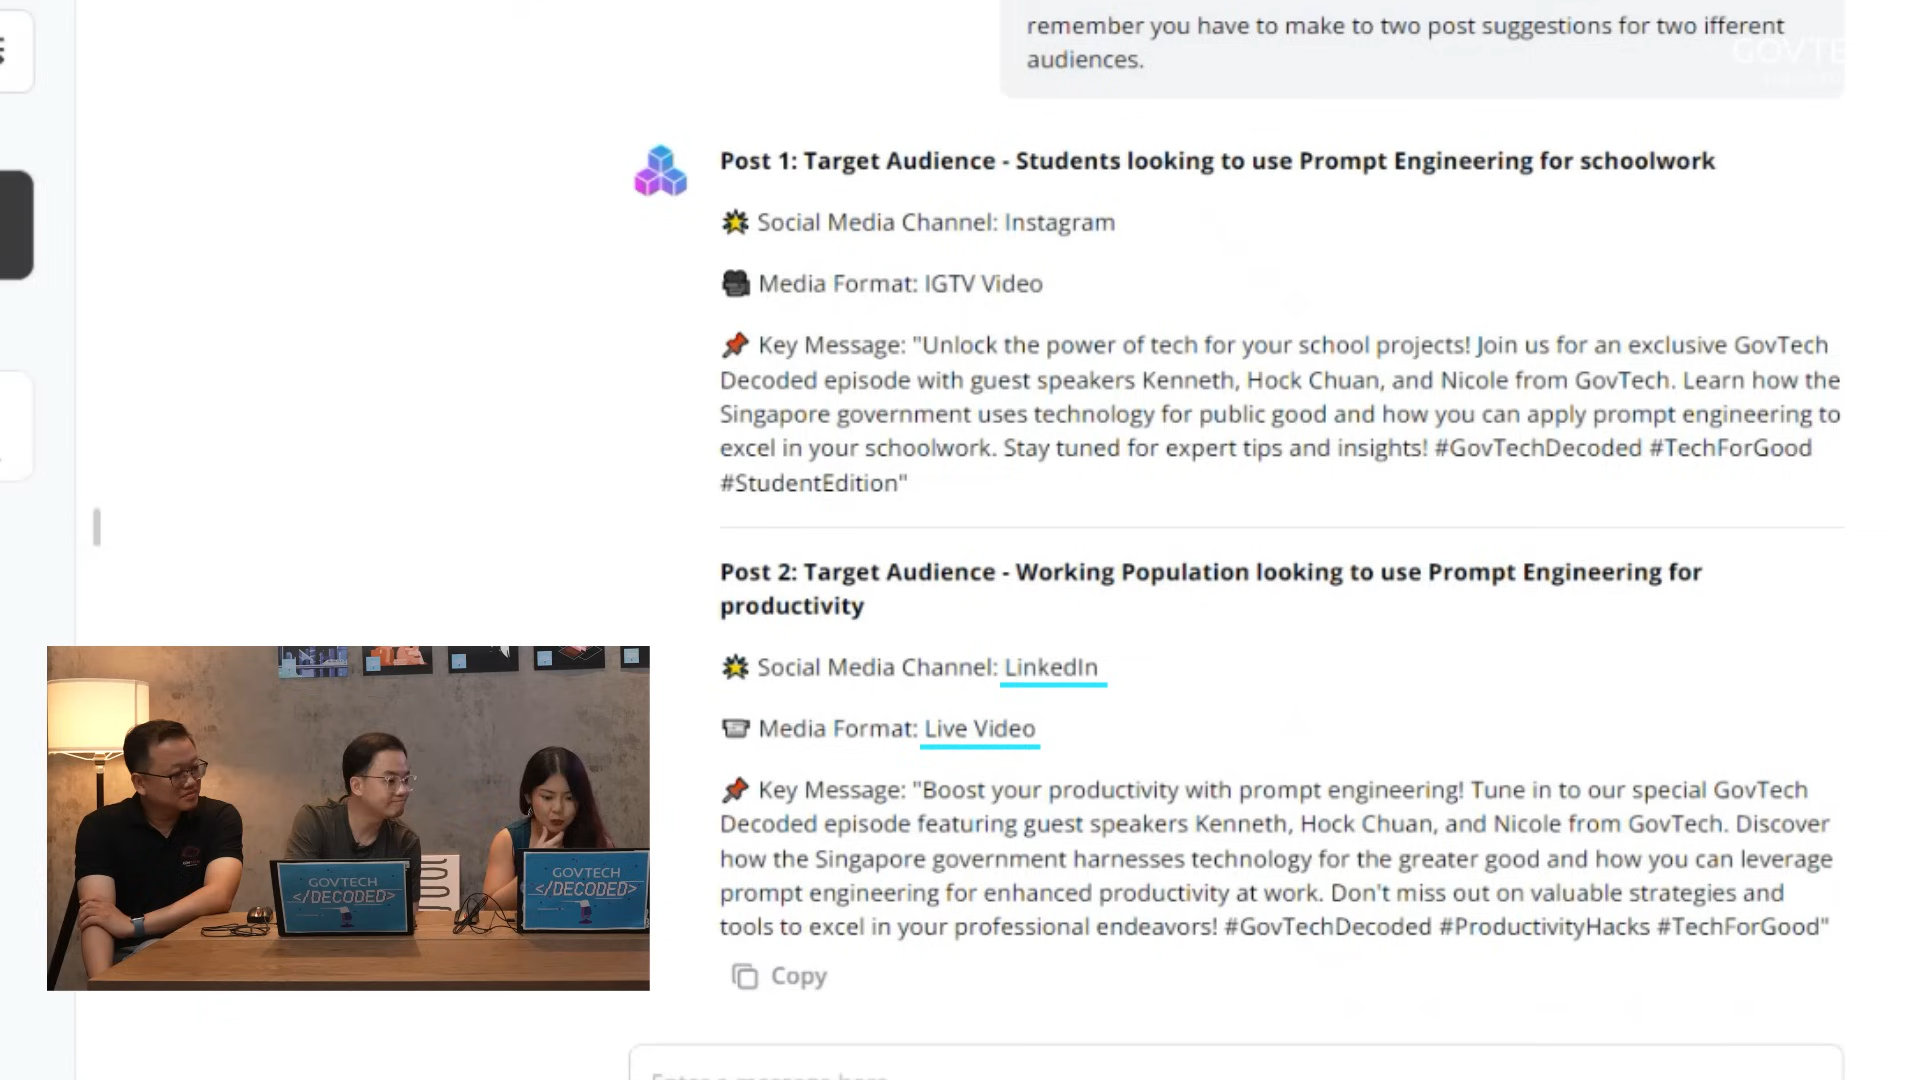 remember you have to make to two post suggestions for two ifferent
audiences.
GOVTE
Post 1: Target Audience - Students looking to use Prompt Engineering for schoolwork
Social Media Channel: Instagram
Media Format: IGTV Video
Key Message: "Unlock the power of tech for your school projects! Join us for an exclusive GovTech
Decoded episode with guest speakers Kenneth, Hock Chuan, and Nicole from GovTech. Learn how the
Singapore government uses technology for public good and how you can apply prompt engineering to
excel in your schoolwork. Stay tuned for expert tips and insights! #GovTechDecoded #TechForGood
#StudentEdition"
Post 2: Target Audience - Working Population looking to use Prompt Engineering for
productivity
Social Media Channel: LinkedIn
Media Format: Live Video
Key Message: "Boost your productivity with prompt engineering! Tune in to our special GovTech
Decoded episode featuring guest speakers Kenneth, Hock Chuan, and Nicole from GovTech. Discover
how the Singapore government harnesses technology for the greater good and how you can leverage
prompt engineering for enhanced productivity at work. Don't miss out on valuable strategies and
tools to excel in your professional endeavors! #GovTechDecoded #ProductivityHacks #TechForGood"
Copy
Enter a message here
GOVTECH
</DECODED>
GOVTECH
</DECODED>